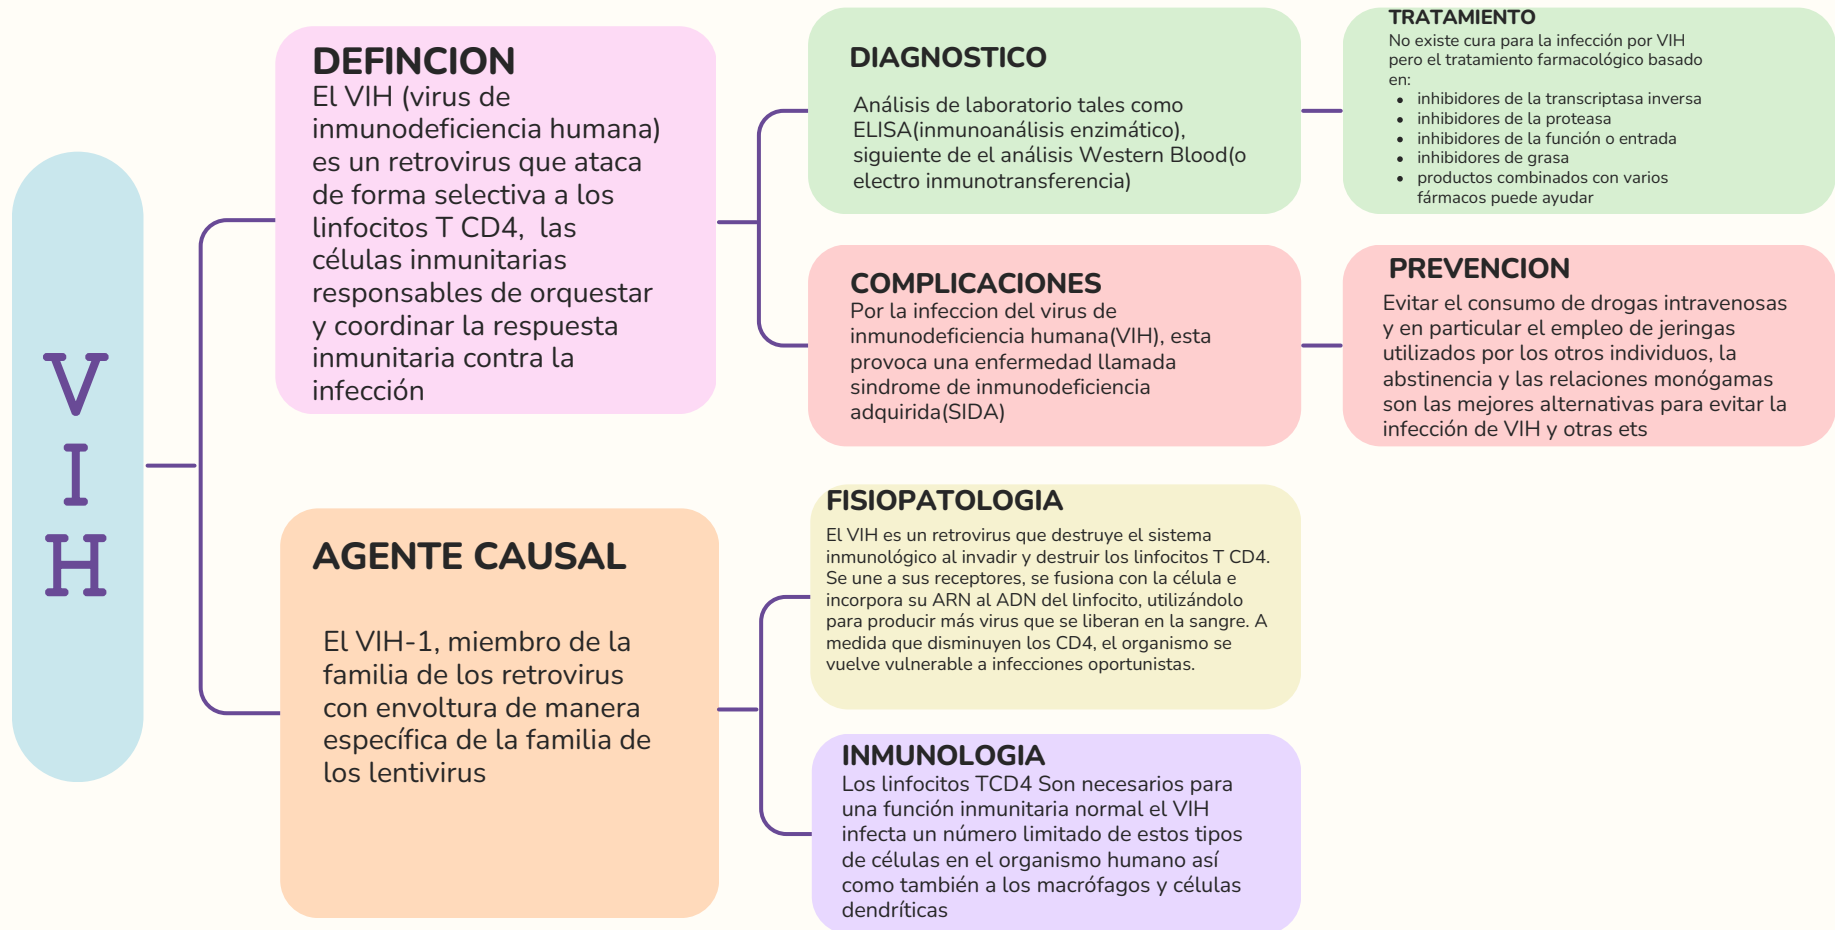 V
I
H
DEFINCION
El VIH (virus de
inmunodeficiencia humana)
es un retrovirus que ataca
de forma selectiva a los
linfocitos T CD4,  las
células inmunitarias
responsables de orquestar
y coordinar la respuesta
inmunitaria contra la
infección
DIAGNOSTICO
Análisis de laboratorio tales como
ELISA(inmunoanálisis enzimático),
siguiente de el análisis Western Blood(o
electro inmunotransferencia)
TRATAMIENTO
No existe cura para la infección por VIH
pero el tratamiento farmacológico basado
en:
• inhibidores de la transcriptasa inversa
• inhibidores de la proteasa
• inhibidores de la función o entrada
• inhibidores de grasa
• productos combinados con varios
fármacos puede ayudar
COMPLICACIONES
Por la infeccion del virus de
inmunodeficiencia humana(VIH), esta
provoca una enfermedad llamada
sindrome de inmunodeficiencia
adquirida(SIDA)
PREVENCION
Evitar el consumo de drogas intravenosas
y en particular el empleo de jeringas
utilizados por los otros individuos, la
abstinencia y las relaciones monógamas
son las mejores alternativas para evitar la
infección de VIH y otras ets
AGENTE CAUSAL
El VIH-1, miembro de la
familia de los retrovirus
con envoltura de manera
específica de la familia de
los lentivirus
FISIOPATOLOGIA
El VIH es un retrovirus que destruye el sistema
inmunológico al invadir y destruir los linfocitos T CD4.
Se une a sus receptores, se fusiona con la célula e
incorpora su ARN al ADN del linfocito, utilizándolo
para producir más virus que se liberan en la sangre. A
medida que disminuyen los CD4, el organismo se
vuelve vulnerable a infecciones oportunistas.
INMUNOLOGIA
Los linfocitos TCD4 Son necesarios para
una función inmunitaria normal el VIH
infecta un número limitado de estos tipos
de células en el organismo humano así
como también a los macrófagos y células
dendríticas